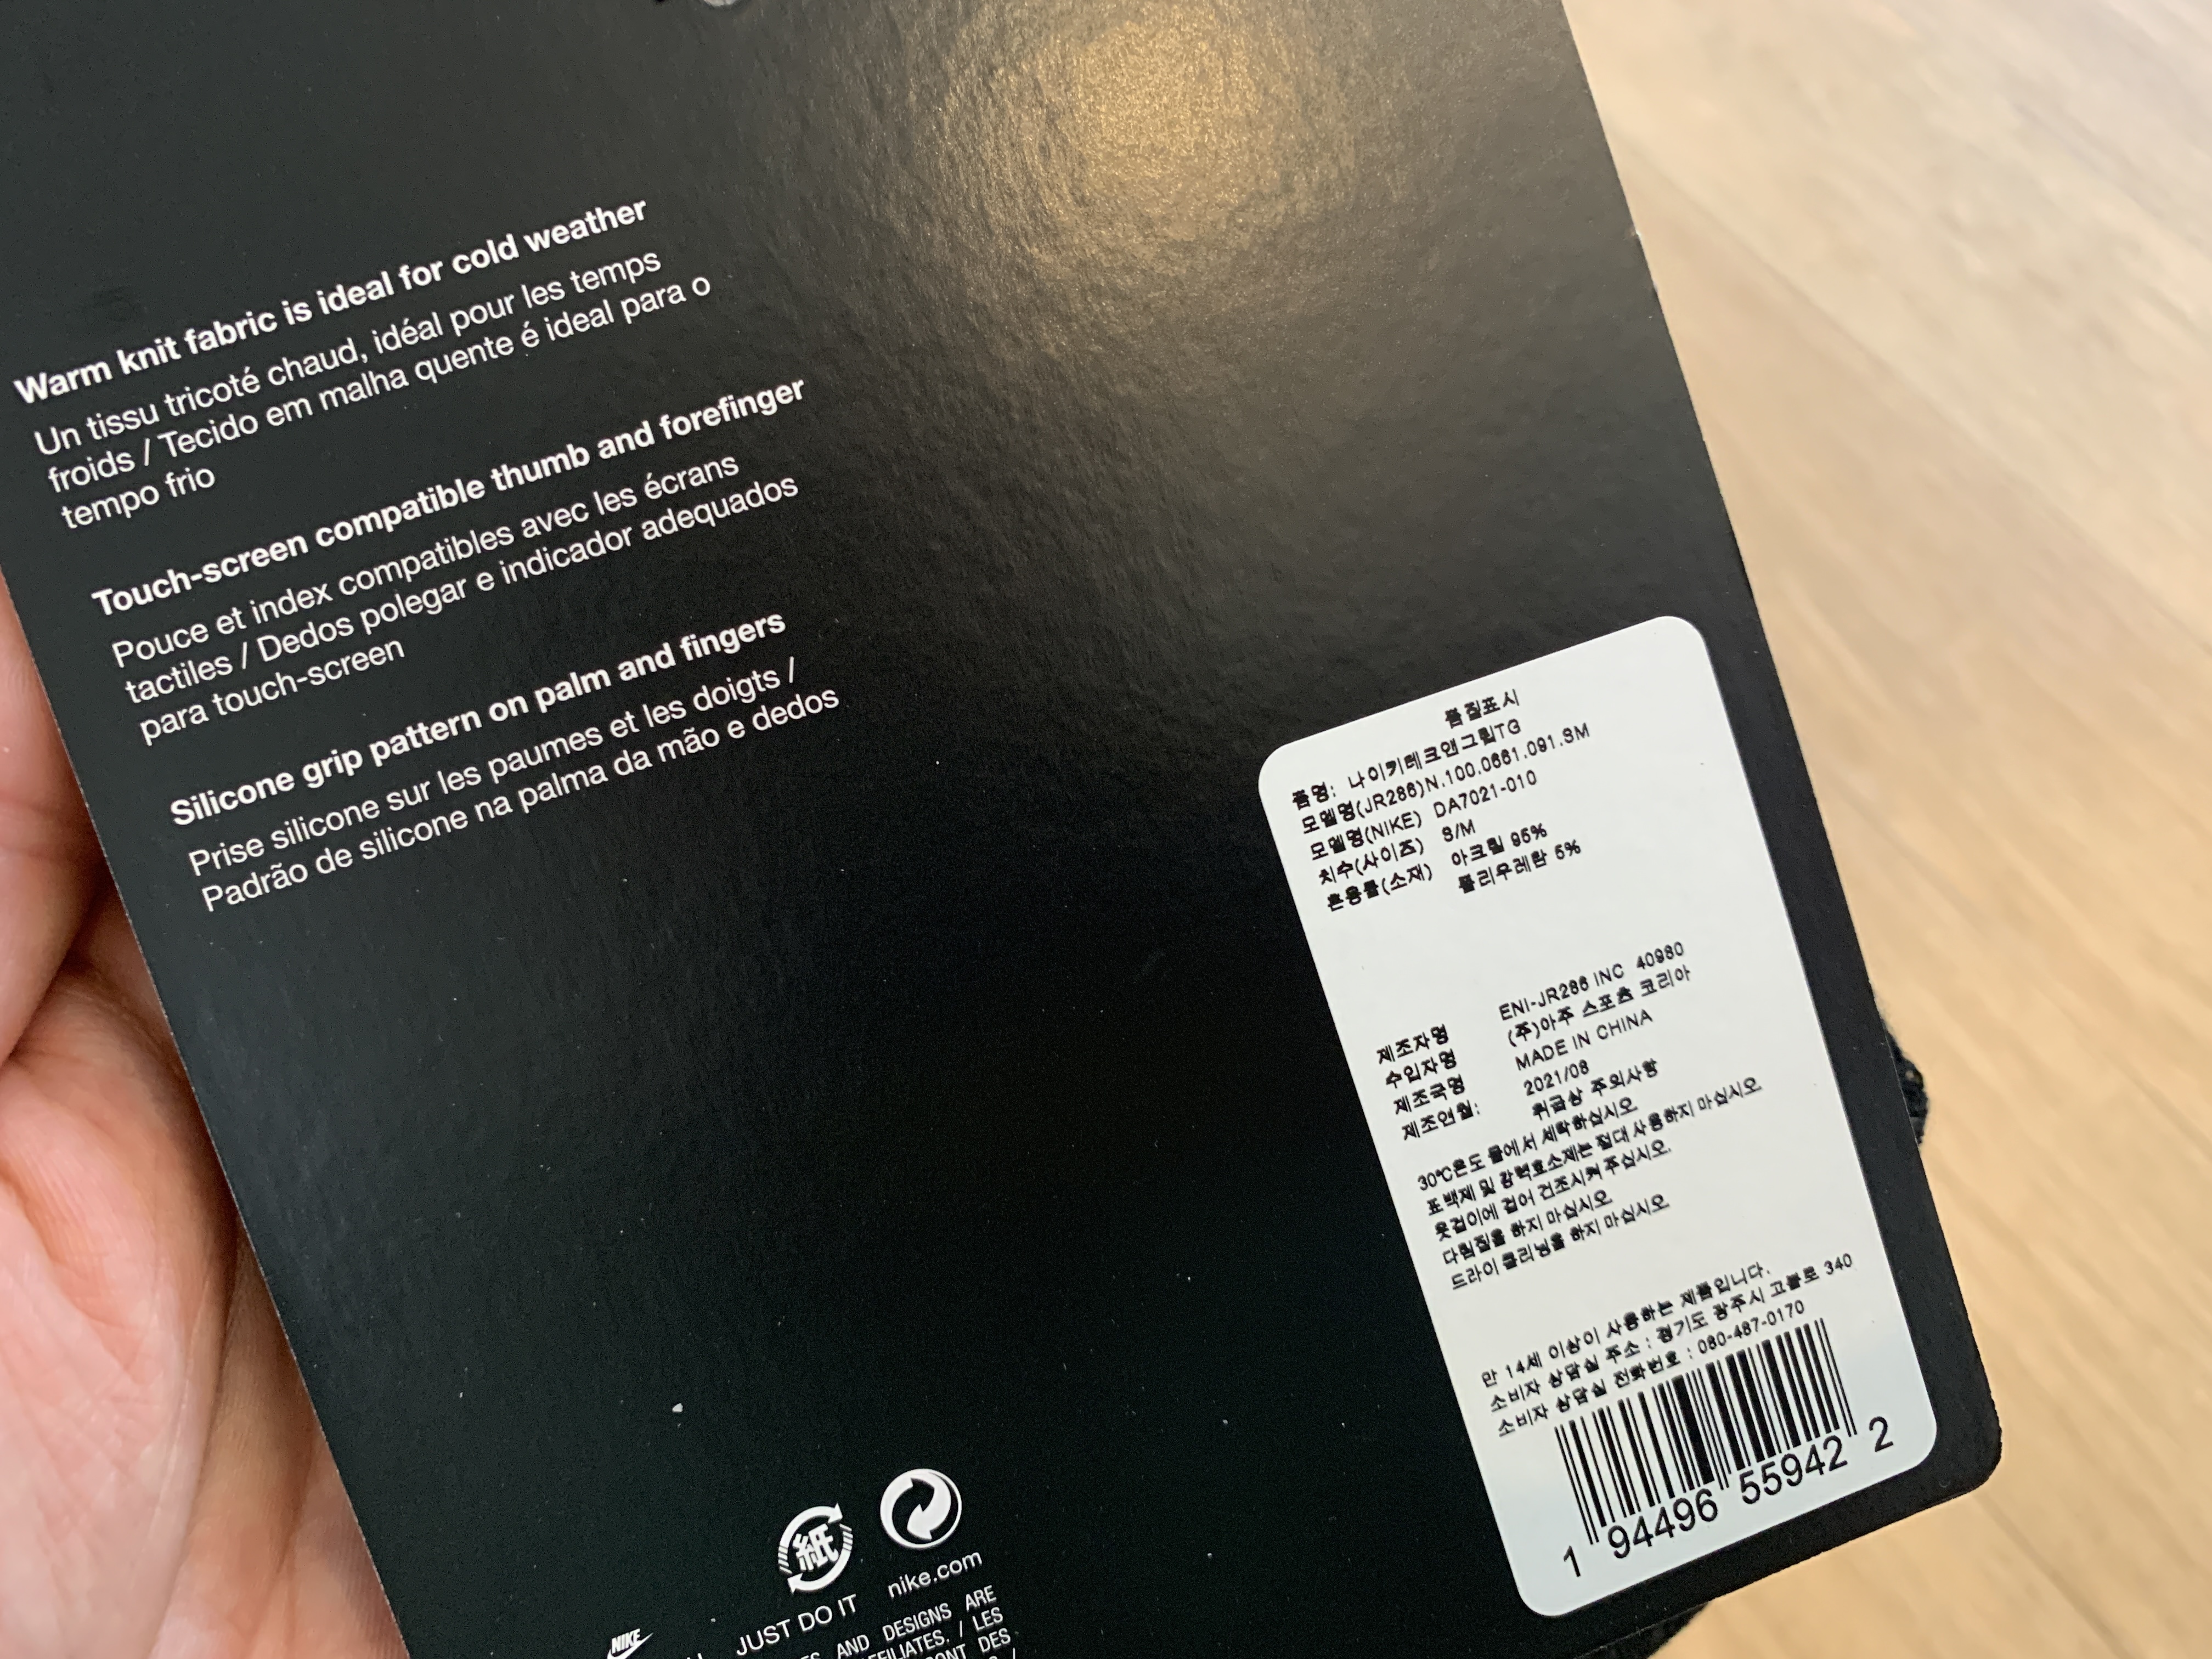 Warm knit fabric is ideal for cold weather
Un tissu tricoté chaud, idéal pour les temps
froids / Tecido em malha quente é ideal para o
tempo frio
Touch-screen compatible thumb and forefinger
Pouce et index compatibles avec les écrans
tactiles / Dedos polegar e indicador adequados
para touch-screen
Silicone grip pattern on palm and fingers
Prise silicone sur les paumes et les doigts /
Padrão de silicone na palma da mão e dedos
품질표시
품명: 나이키테크앤그립TG
모델명(JR286)N.100.0661.091.SM
모델명(NIKE) DA7021-010
치수(사이즈) S/M
혼용률(소재) 아크릴 95%
폴리우레탄 5%
제조자명 ENI-JR286 INC 40980
수입자명 (주)아주 스포츠 코리아
제조국명 MADE IN CHINA
제조연월: 2021/08
취급상 주의사항
30℃온도 물에서 세탁하십시오.
표백제 및 강력효소제는 절대 사용하지 마십시오.
옷걸이에 걸어 건조시켜 주십시오.
다림질을 하지 마십시오.
드라이 클리닝을 하지 마십시오.
만 14세 이상이 사용하는 제품입니다.
소비자 상담실 주소 : 경기도 광주시 고불로 340
소비자 상담실 전화번호 : 080-487-0170
1 94496 55942 2
紙
nike.com
NIKE
JUST DO IT
AND DESIGNS ARE
/ LES
DES